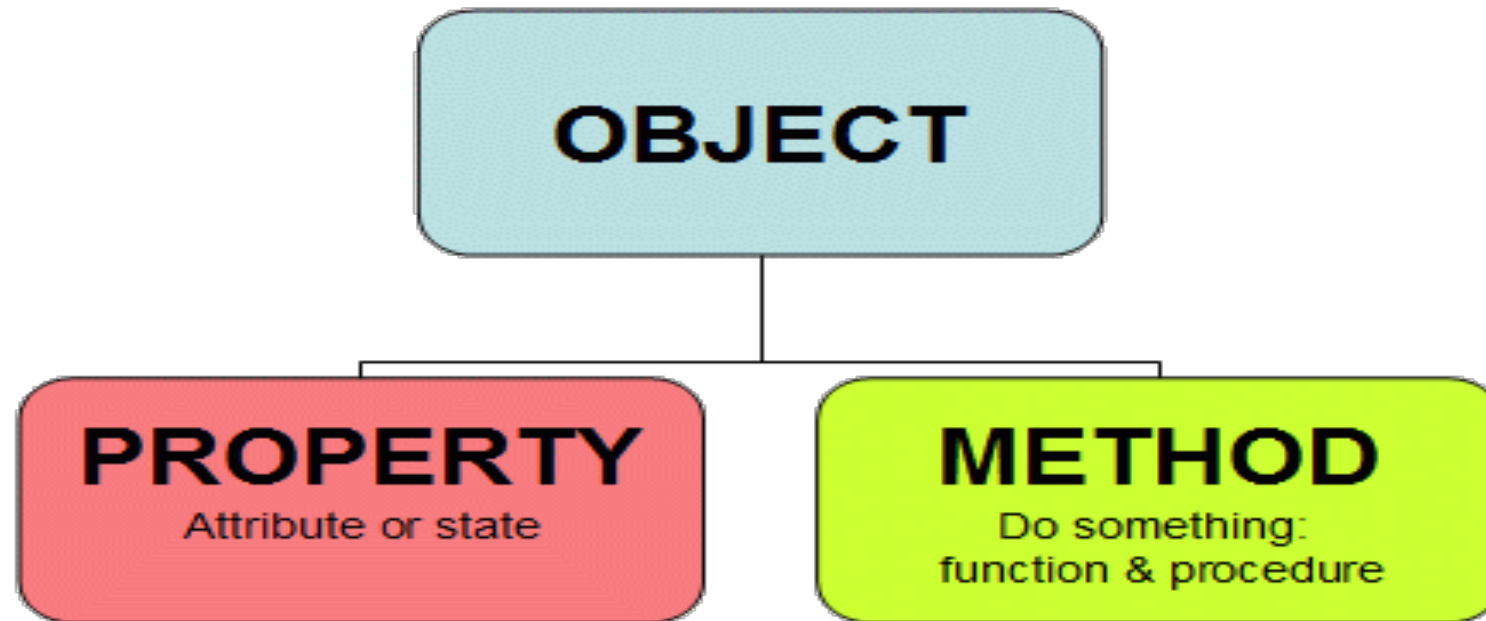 OBJECT
PROPERTY
Attribute or state
METHOD
Do something:
function & procedure